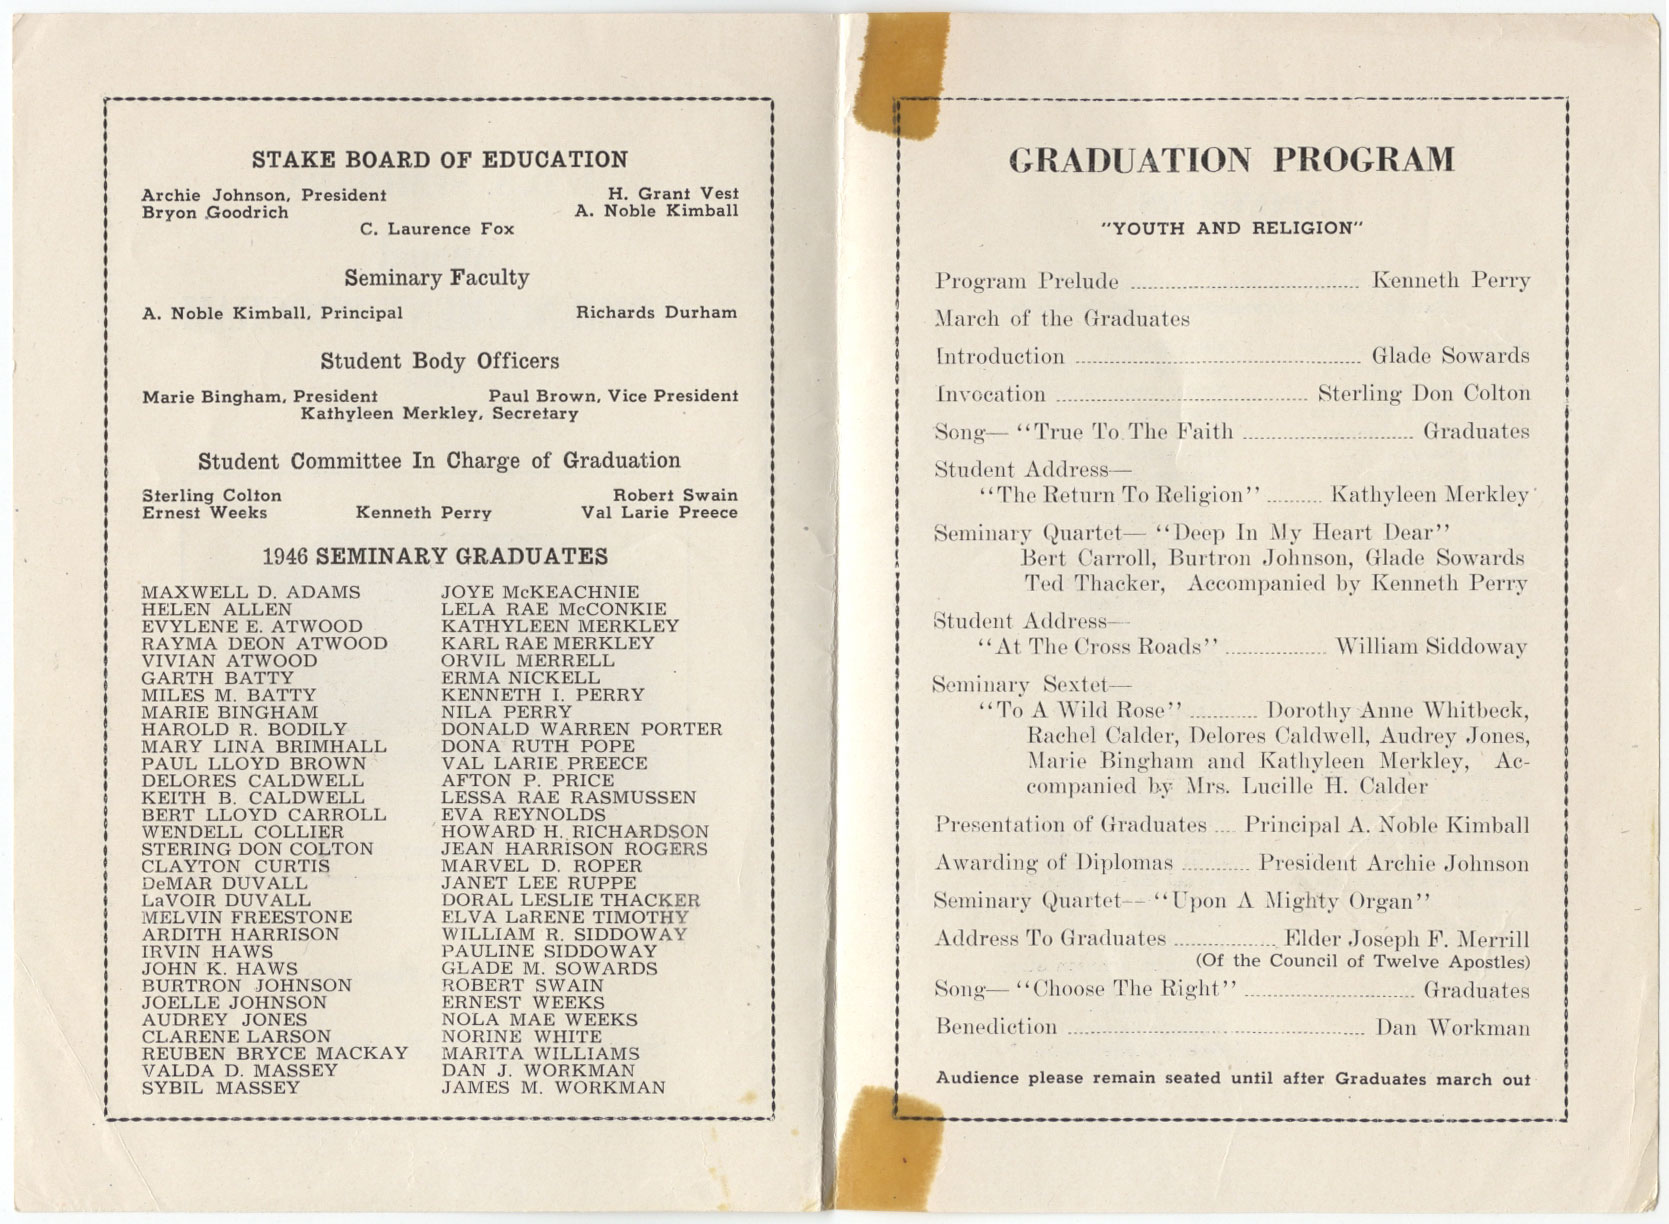 STAKE BOARD OF EDUCATION
Archie Johnson, President H. Grant Vest
Bryon Goodrich A. Noble Kimball
C. Laurence Fox
Seminary Faculty
A. Noble Kimball, Principal Richards Durham
Student Body Officers
Marie Bingham, President Paul Brown, Vice President
Kathyleen Merkley, Secretary
Student Committee In Charge of Graduation
Sterling Colton Robert Swain
Ernest Weeks Kenneth Perry Val Larie Preece
1946 SEMINARY GRADUATES
MAXWELL D. ADAMS
HELEN ALLEN
EVYLENE E. ATWOOD
RAYMA DEON ATWOOD
VIVIAN ATWOOD
GARTH BATTY
MILES M. BATTY
MARIE BINGHAM
HAROLD R. BODILY
MARY LINA BRIMHALL
PAUL LLOYD BROWN
DELORES CALDWELL
KEITH B. CALDWELL
BERT LLOYD CARROLL
WENDELL COLLIER
STERING DON COLTON
CLAYTON CURTIS
DeMAR DUVALL
LaVOIR DUVALL
MELVIN FREESTONE
ARDITH HARRISON
IRVIN HAWS
JOHN K. HAWS
BURTRON JOHNSON
JOELLE JOHNSON
AUDREY JONES
CLARENE LARSON
REUBEN BRYCE MACKAY
VALDA D. MASSEY
SYBIL MASSEY
JOYE McKEACHNIE
LELA RAE McCONKIE
KATHYLEEN MERKLEY
KARL RAE MERKLEY
ORVIL MERRELL
ERMA NICKELL
KENNETH I. PERRY
NILA PERRY
DONALD WARREN PORTER
DONA RUTH POPE
VAL LARIE PREECE
AFTON P. PRICE
LESSA RAE RASMUSSEN
EVA REYNOLDS
HOWARD H. RICHARDSON
JEAN HARRISON ROGERS
MARVEL D. ROPER
JANET LEE RUPPE
DORAL LESLIE THACKER
ELVA LaRENE TIMOTHY
WILLIAM R. SIDDOWAY
PAULINE SIDDOWAY
GLADE M. SOWARDS
ROBERT SWAIN
ERNEST WEEKS
NOLA MAE WEEKS
NORINE WHITE
MARITA WILLIAMS
DAN J. WORKMAN
JAMES M. WORKMAN
GRADUATION PROGRAM
"YOUTH AND RELIGION"
Program Prelude ........ Kenneth Perry
March of the Graduates
Introduction ........ Glade Sowards
Invocation ........ Sterling Don Colton
Song— "True To The Faith ........ Graduates
Student Address—
"The Return To Religion" ........ Kathyleen Merkley
Seminary Quartet— "Deep In My Heart Dear"
Bert Carroll, Burtron Johnson, Glade Sowards
Ted Thacker, Accompanied by Kenneth Perry
Student Address—
"At The Cross Roads" ........ William Siddoway
Seminary Sextet—
"To A Wild Rose" ........ Dorothy Anne Whitbeck,
Rachel Calder, Delores Caldwell, Audrey Jones,
Marie Bingham and Kathyleen Merkley, Ac-
companied by Mrs. Lucille H. Calder
Presentation of Graduates .... Principal A. Noble Kimball
Awarding of Diplomas ........ President Archie Johnson
Seminary Quartet-- "Upon A Mighty Organ"
Address To Graduates ........ Elder Joseph F. Merrill
(Of the Council of Twelve Apostles)
Song— "Choose The Right" ........ Graduates
Benediction ........ Dan Workman
Audience please remain seated until after Graduates march out